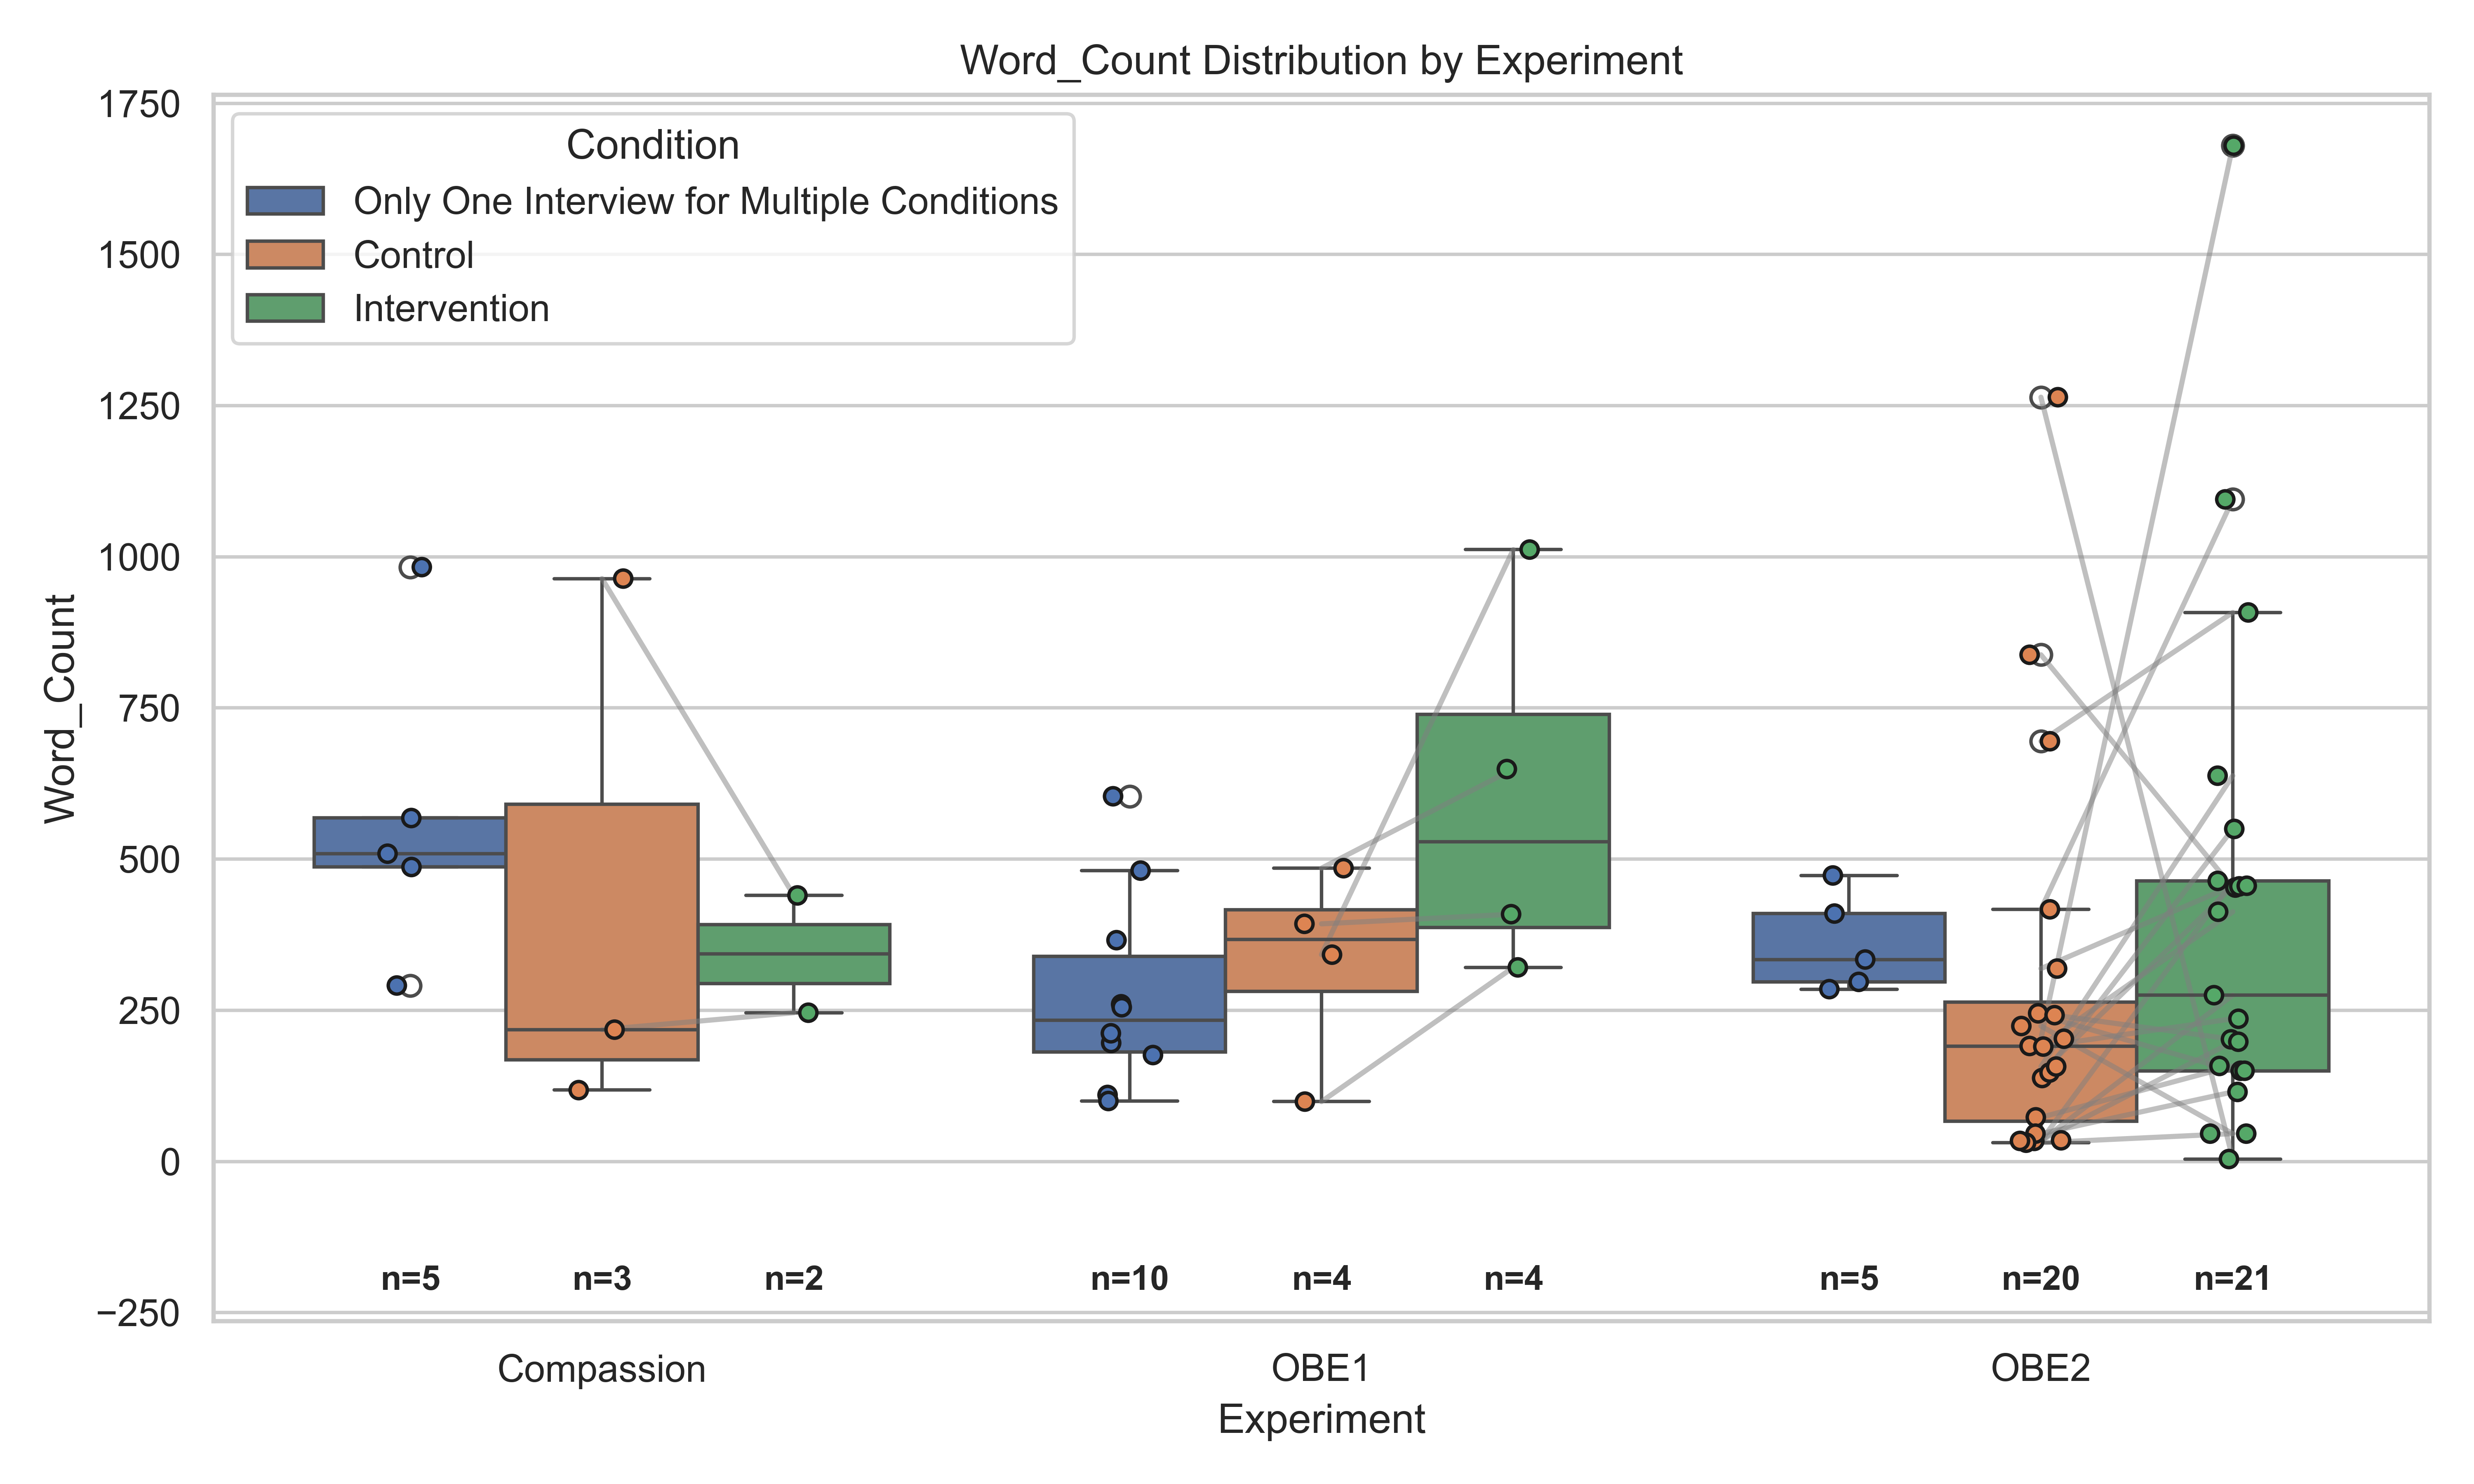 Word_Count Distribution by Experiment
1750
1500
1250
1000
750
500
250
0
−250
Word_Count
Condition
Only One Interview for Multiple Conditions
Control
Intervention
n=5
n=3
n=2
n=10
n=4
n=4
n=5
n=20
n=21
Compassion
OBE1
OBE2
Experiment